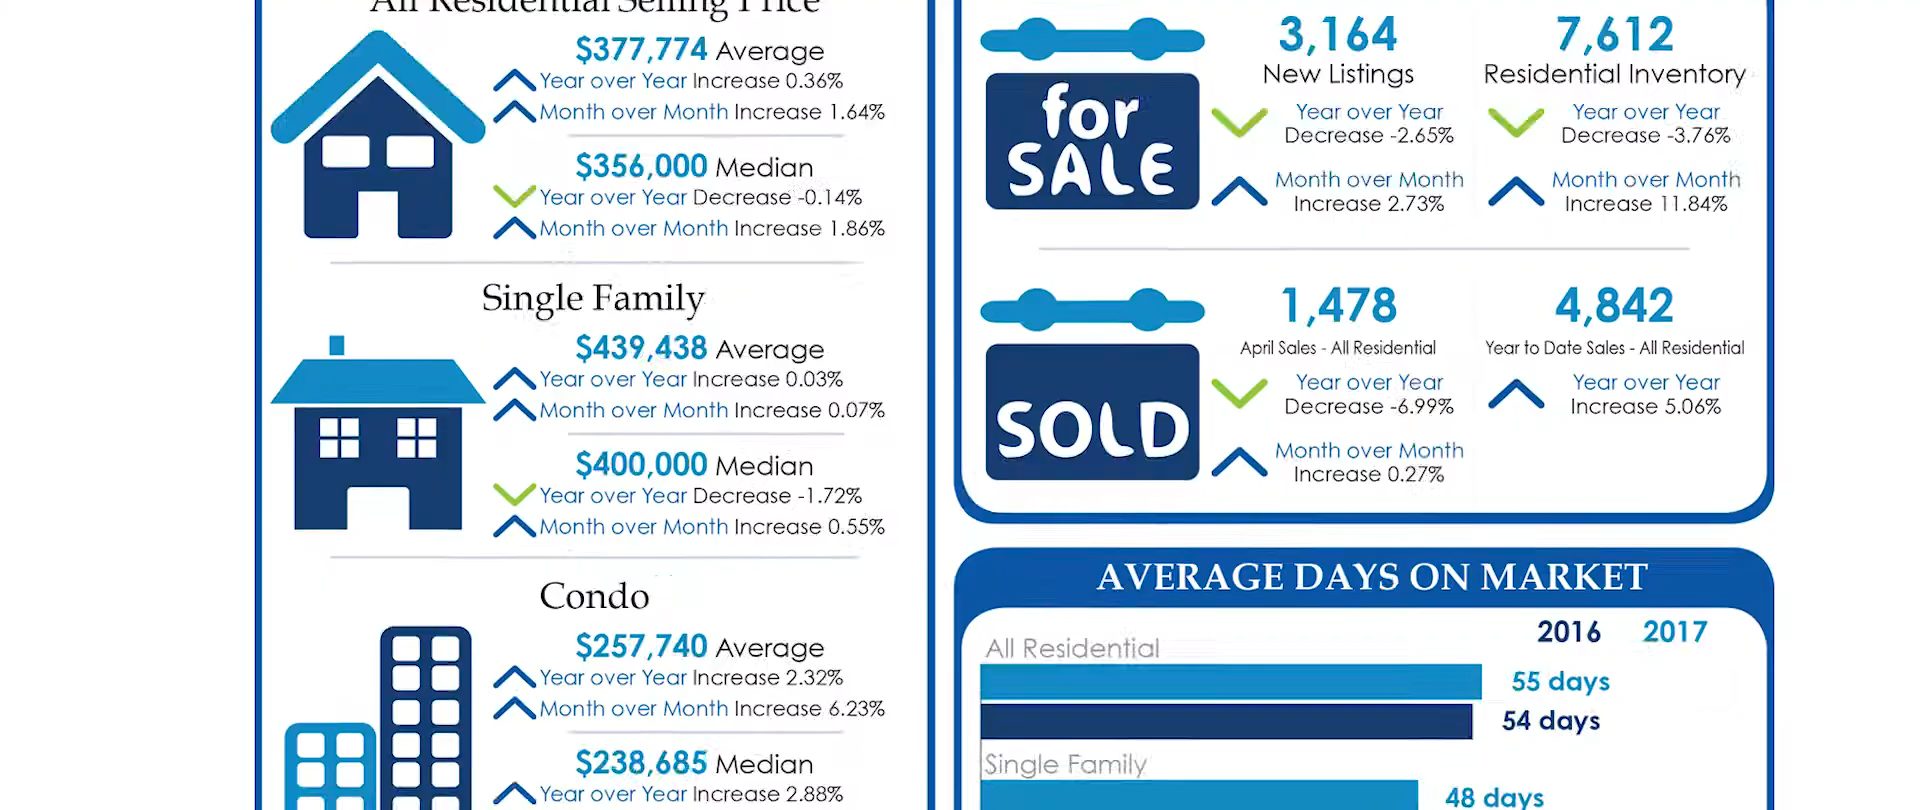 All Residential Selling Price
$377,774 Average
Year over Year Increase 0.36%
Month over Month Increase 1.64%
$356,000 Median
Year over Year Decrease -0.14%
Month over Month Increase 1.86%
Single Family
$439,438 Average
Year over Year Increase 0.03%
Month over Month Increase 0.07%
$400,000 Median
Year over Year Decrease -1.72%
Month over Month Increase 0.55%
Condo
$257,740 Average
Year over Year Increase 2.32%
Month over Month Increase 6.23%
$238,685 Median
Year over Year Increase 2.88%
for
SALE
3,164
New Listings
Year over Year
Decrease -2.65%
Month over Month
Increase 2.73%
7,612
Residential Inventory
Year over Year
Decrease -3.76%
Month over Month
Increase 11.84%
SOLD
1,478
April Sales - All Residential
Year over Year
Decrease -6.99%
Month over Month
Increase 0.27%
4,842
Year to Date Sales - All Residential
Year over Year
Increase 5.06%
AVERAGE DAYS ON MARKET
2016 2017
All Residential
55 days
54 days
Single Family
48 days